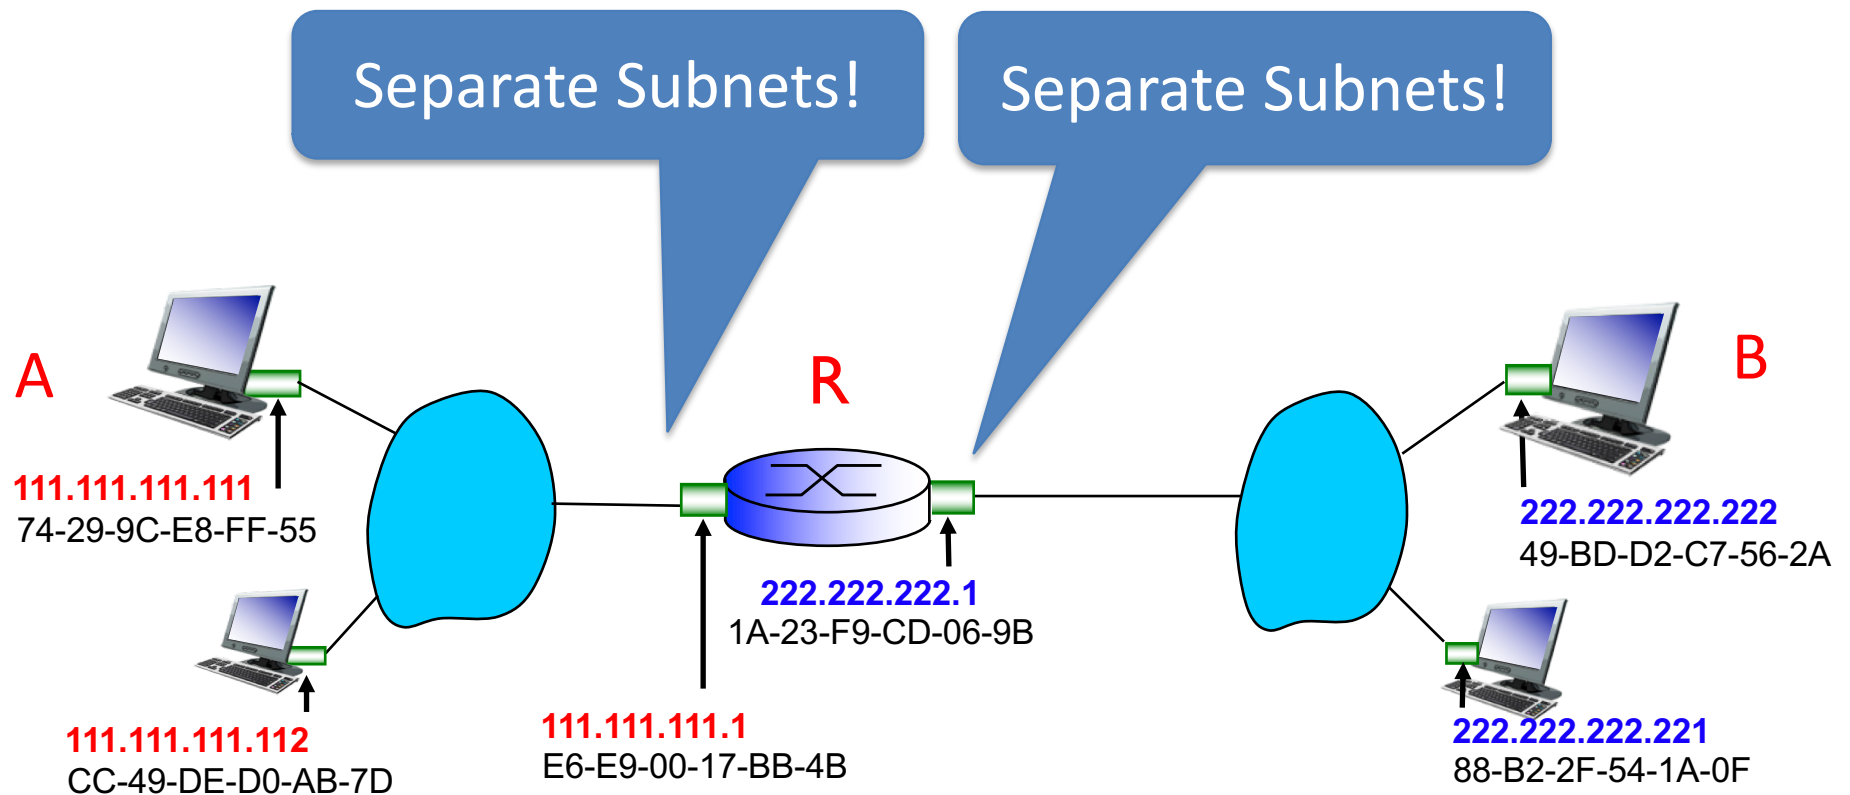 Separate Subnets!
Separate Subnets!
A
R
B
111.111.111.111
74-29-9C-E8-FF-55
222.222.222.222
49-BD-D2-C7-56-2A
222.222.222.1
1A-23-F9-CD-06-9B
111.111.111.112
CC-49-DE-D0-AB-7D
111.111.111.1
E6-E9-00-17-BB-4B
222.222.222.221
88-B2-2F-54-1A-0F